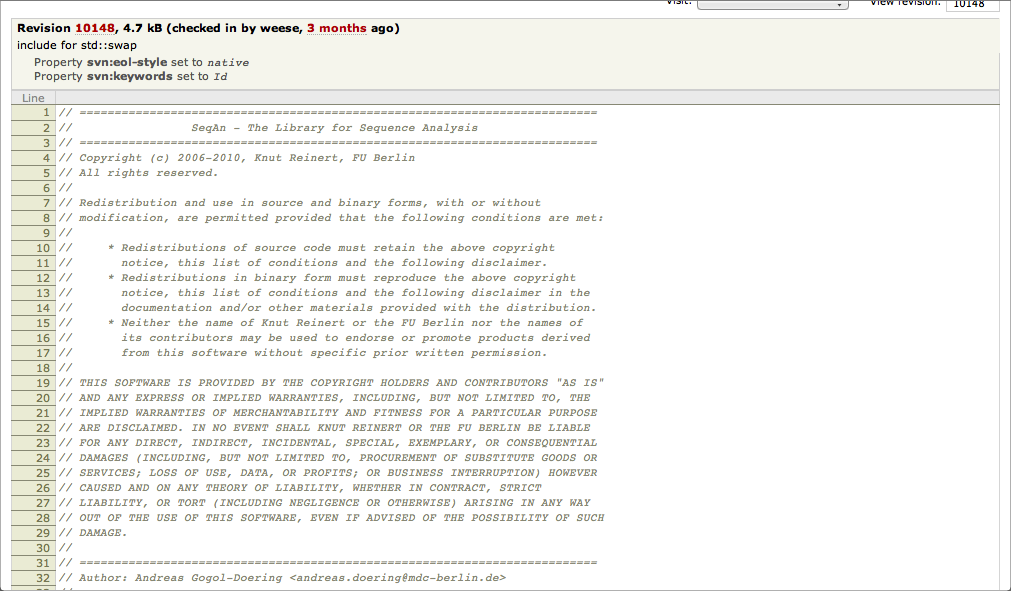 Visit: View revision: 10148
Revision 10148, 4.7 kB (checked in by weese, 3 months ago)
include for std::swap
Property svn:eol-style set to native
Property svn:keywords set to Id
Line
1 // ==========================================================================
2 // SeqAn - The Library for Sequence Analysis
3 // ==========================================================================
4 // Copyright (c) 2006-2010, Knut Reinert, FU Berlin
5 // All rights reserved.
6 //
7 // Redistribution and use in source and binary forms, with or without
8 // modification, are permitted provided that the following conditions are met:
9 //
10 // * Redistributions of source code must retain the above copyright
11 // notice, this list of conditions and the following disclaimer.
12 // * Redistributions in binary form must reproduce the above copyright
13 // notice, this list of conditions and the following disclaimer in the
14 // documentation and/or other materials provided with the distribution.
15 // * Neither the name of Knut Reinert or the FU Berlin nor the names of
16 // its contributors may be used to endorse or promote products derived
17 // from this software without specific prior written permission.
18 //
19 // THIS SOFTWARE IS PROVIDED BY THE COPYRIGHT HOLDERS AND CONTRIBUTORS "AS IS"
20 // AND ANY EXPRESS OR IMPLIED WARRANTIES, INCLUDING, BUT NOT LIMITED TO, THE
21 // IMPLIED WARRANTIES OF MERCHANTABILITY AND FITNESS FOR A PARTICULAR PURPOSE
22 // ARE DISCLAIMED. IN NO EVENT SHALL KNUT REINERT OR THE FU BERLIN BE LIABLE
23 // FOR ANY DIRECT, INDIRECT, INCIDENTAL, SPECIAL, EXEMPLARY, OR CONSEQUENTIAL
24 // DAMAGES (INCLUDING, BUT NOT LIMITED TO, PROCUREMENT OF SUBSTITUTE GOODS OR
25 // SERVICES; LOSS OF USE, DATA, OR PROFITS; OR BUSINESS INTERRUPTION) HOWEVER
26 // CAUSED AND ON ANY THEORY OF LIABILITY, WHETHER IN CONTRACT, STRICT
27 // LIABILITY, OR TORT (INCLUDING NEGLIGENCE OR OTHERWISE) ARISING IN ANY WAY
28 // OUT OF THE USE OF THIS SOFTWARE, EVEN IF ADVISED OF THE POSSIBILITY OF SUCH
29 // DAMAGE.
30 //
31 // ==========================================================================
32 // Author: Andreas Gogol-Doering <andreas.doering@mdc-berlin.de>